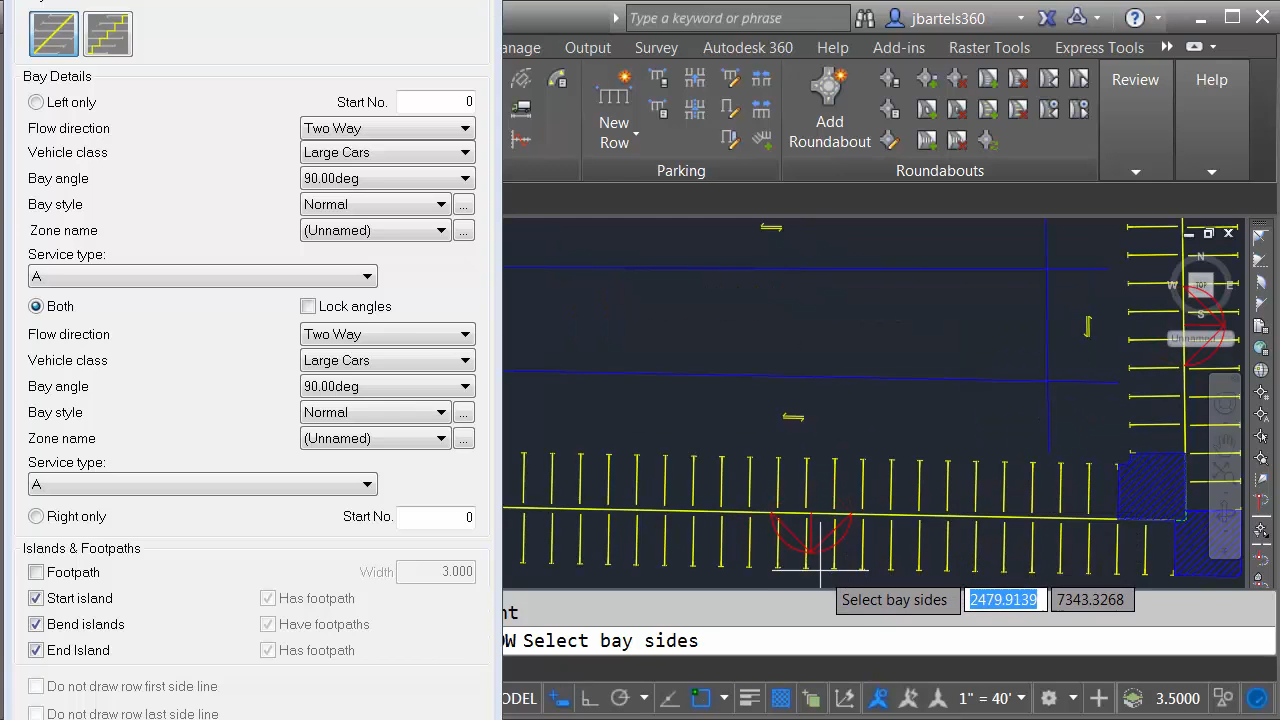 Type a keyword or phrase
jbartels360
?
anage Output Survey Autodesk 360 Help Add-ins Raster Tools Express Tools
Bay Details
Left only Start No. 0
Flow direction Two Way
Vehicle class Large Cars
Bay angle 90.00deg
Bay style Normal ...
Zone name (Unnamed) ...
Service type:
A
Both Lock angles
Flow direction Two Way
Vehicle class Large Cars
Bay angle 90.00deg
Bay style Normal ...
Zone name (Unnamed) ...
Service type:
A
Right only Start No. 0
Islands & Footpaths
Footpath Width 3.000
Start island Has footpath
Bend islands Have footpaths
End Island Has footpath
Do not draw row first side line
Do not draw row last side line
New
Row
Parking
Add
Roundabout
Roundabouts
Review
Help
N
W TOP E
S
Unnamed
Select bay sides 2479.9139 7343.3268
nt
OW Select bay sides
ODEL 1" = 40' 3.5000